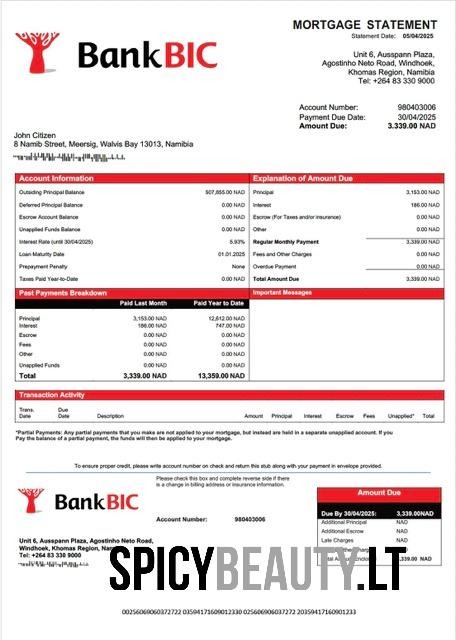 MORTGAGE STATEMENT
Statement Date: 05/04/2025
BankBIC
Unit 6, Ausspann Plaza,
Agostinho Neto Road, Windhoek,
Khomas Region, Namibia
Tel: +264 83 330 9000
Account Number: 980403006
Payment Due Date: 30/04/2025
Amount Due: 3.339.00 NAD
John Citizen
8 Namib Street, Meersig, Walvis Bay 13013, Namibia
Account Information
Outsiding Principal Balance 507,855.00 NAD
Deferred Principal Balance 0.00 NAD
Escrow Account Balance 0.00 NAD
Unapplied Funds Balance 0.00 NAD
Interest Rate (until 30/04/2025) 5.93%
Loan Maturity Date 01.01.2025
Prepayment Penalty None
Taxes Paid Year-to-Date 0.00 NAD
Explanation of Amount Due
Principal 3,153.00 NAD
Interest 186.00 NAD
Escrow (For Taxes and/or insurance) 0.00 NAD
Other 0.00 NAD
Regular Monthly Payment 3,339.00 NAD
Fees and Other Charges 0.00 NAD
Overdue Payment 0.00 NAD
Total Amount Due 3,339.00 NAD
Past Payments Breakdown
Paid Last Month Paid Year to Date
Principal 3,153.00 NAD 12,612.00 NAD
Interest 186.00 NAD 747.00 NAD
Escrow 0.00 NAD 0.00 NAD
Fees 0.00 NAD 0.00 NAD
Other 0.00 NAD 0.00 NAD
Unapplied Funds 0.00 NAD 0.00 NAD
Total 3,339.00 NAD 13,359.00 NAD
Important Messages
Transaction Activity
Trans. Date Due Date Description Amount Principal Interest Escrow Fees Unapplied* Total
*Partial Payments: Any partial payments that you make are not applied to your mortgage, but instead are held in a separate unapplied account. If you
Pay the balance of a partial payment, the funds will then be applied to your mortgage.
To ensure proper credit, please write account number on check and return this stub along with your payment in envelope provided.
BankBIC
Please check this box and complete reverse side if there
is a change in billing address or insurance information.
Account Number: 980403006
Unit 6, Ausspann Plaza, Agostinho Neto Road,
Windhoek, Khomas Region, Namibia
Tel: +264 83 330 9000
Amount Due
Due By 30/04/2025: 3,339.00NAD
Additional Principal NAD
Additional Escrow NAD
Late Charges NAD
NAD
NAD
SPICYBEAUTY.LT
0025606906037272 03594171609012330 0256069060372722 20359417160901233